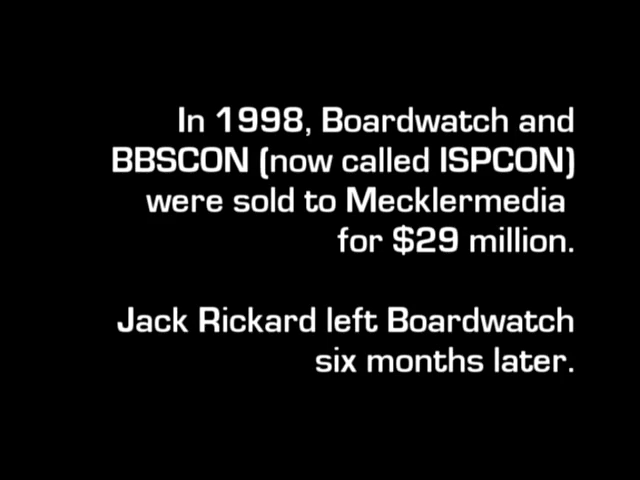 In 1998, Boardwatch and
BBSCON (now called ISPCON)
were sold to Mecklermedia
for $29 million.
Jack Rickard left Boardwatch
six months later.